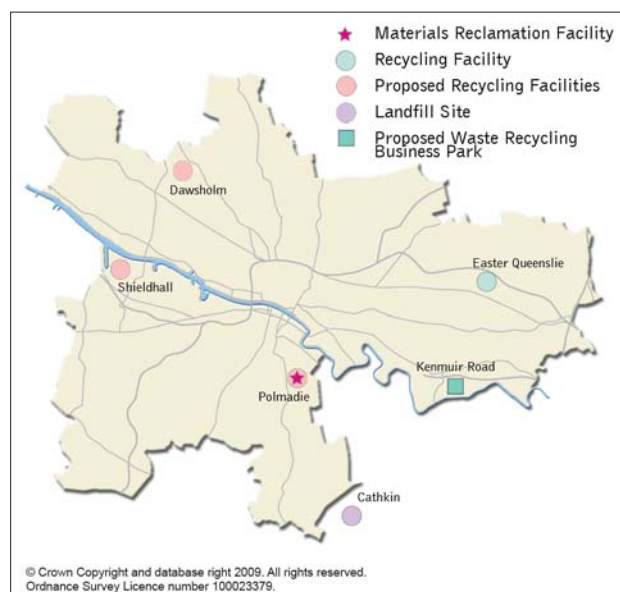 Materials Reclamation Facility
Recycling Facility
Proposed Recycling Facilities
Landfill Site
Proposed Waste Recycling
Business Park
Dawsholm
Shieldhall
Easter Queenslie
Kenmuir Road
Polmadie
Cathkin
© Crown Copyright and database right 2009. All rights reserved.
Ordnance Survey Licence number 100023379.